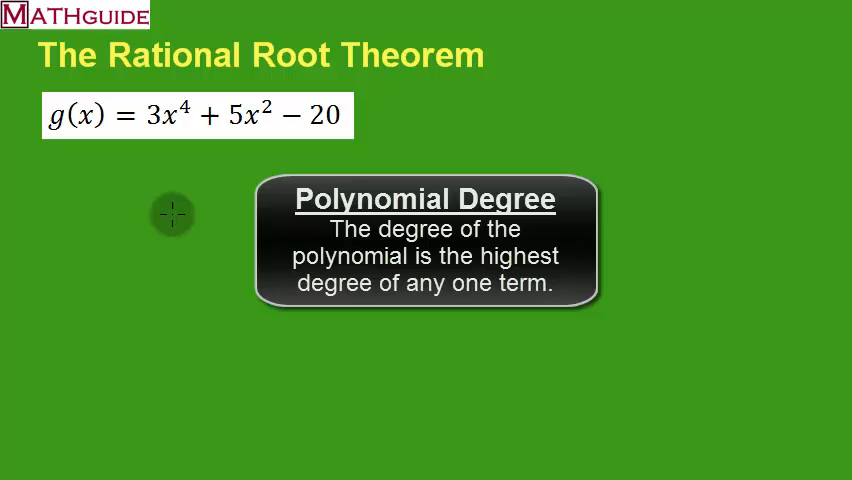 MATHGUIDE
The Rational Root Theorem
g(x) = 3x⁴ + 5x² − 20
Polynomial Degree
The degree of the
polynomial is the highest
degree of any one term.